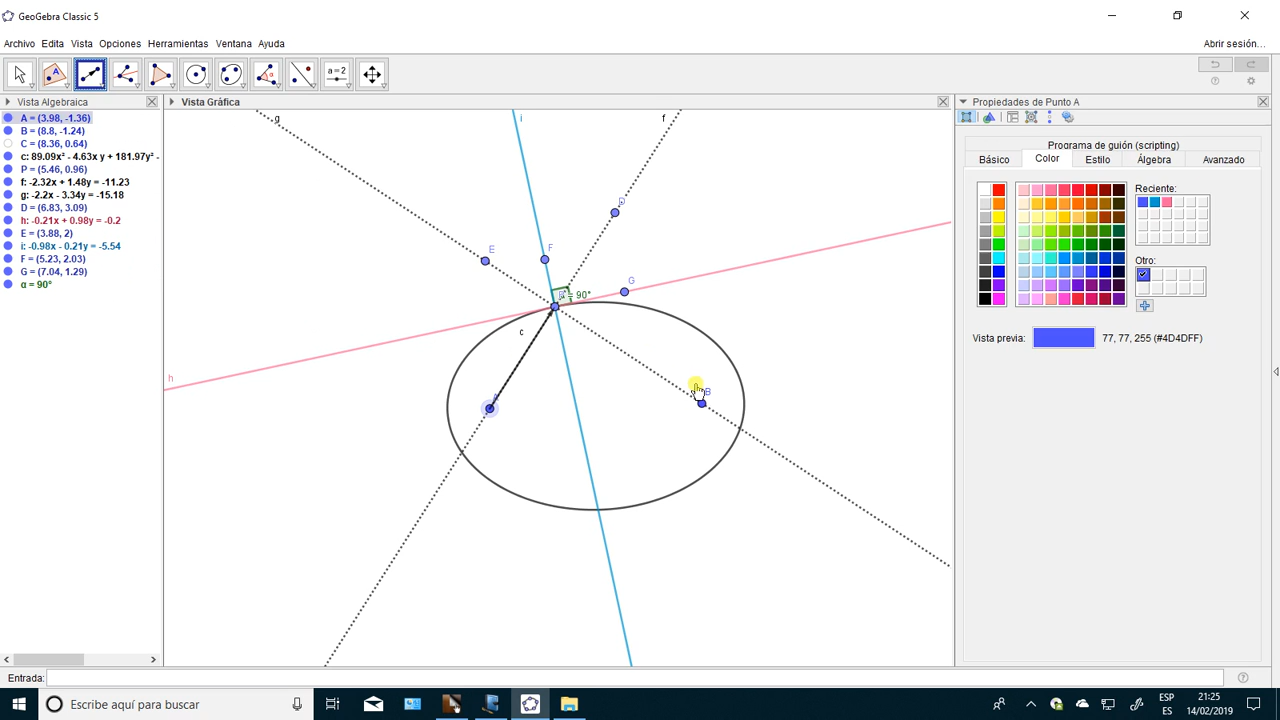 GeoGebra Classic 5
Archivo Edita Vista Opciones Herramientas Ventana Ayuda
Abrir sesión...
A
a=2
Vista Algebraica
Vista Gráfica
Propiedades de Punto A
A = (3.98, -1.36)
B = (8.8, -1.24)
C = (8.36, 0.64)
c: 89.09x² - 4.63x y + 181.97y² -
P = (5.46, 0.96)
f: -2.32x + 1.48y = -11.23
g: -2.2x - 3.34y = -15.18
D = (6.83, 3.09)
h: -0.21x + 0.98y = -0.2
E = (3.88, 2)
i: -0.98x - 0.21y = -5.54
F = (5.23, 2.03)
G = (7.04, 1.29)
α = 90°
g
i
f
D
E
F
G
= 90°
c
h
A
B
Programa de guión (scripting)
Básico Color Estilo Álgebra Avanzado
Reciente:
Otro:
Vista previa:
77, 77, 255 (#4D4DFF)
Entrada:
Escribe aquí para buscar
ESP
ES
21:25
14/02/2019